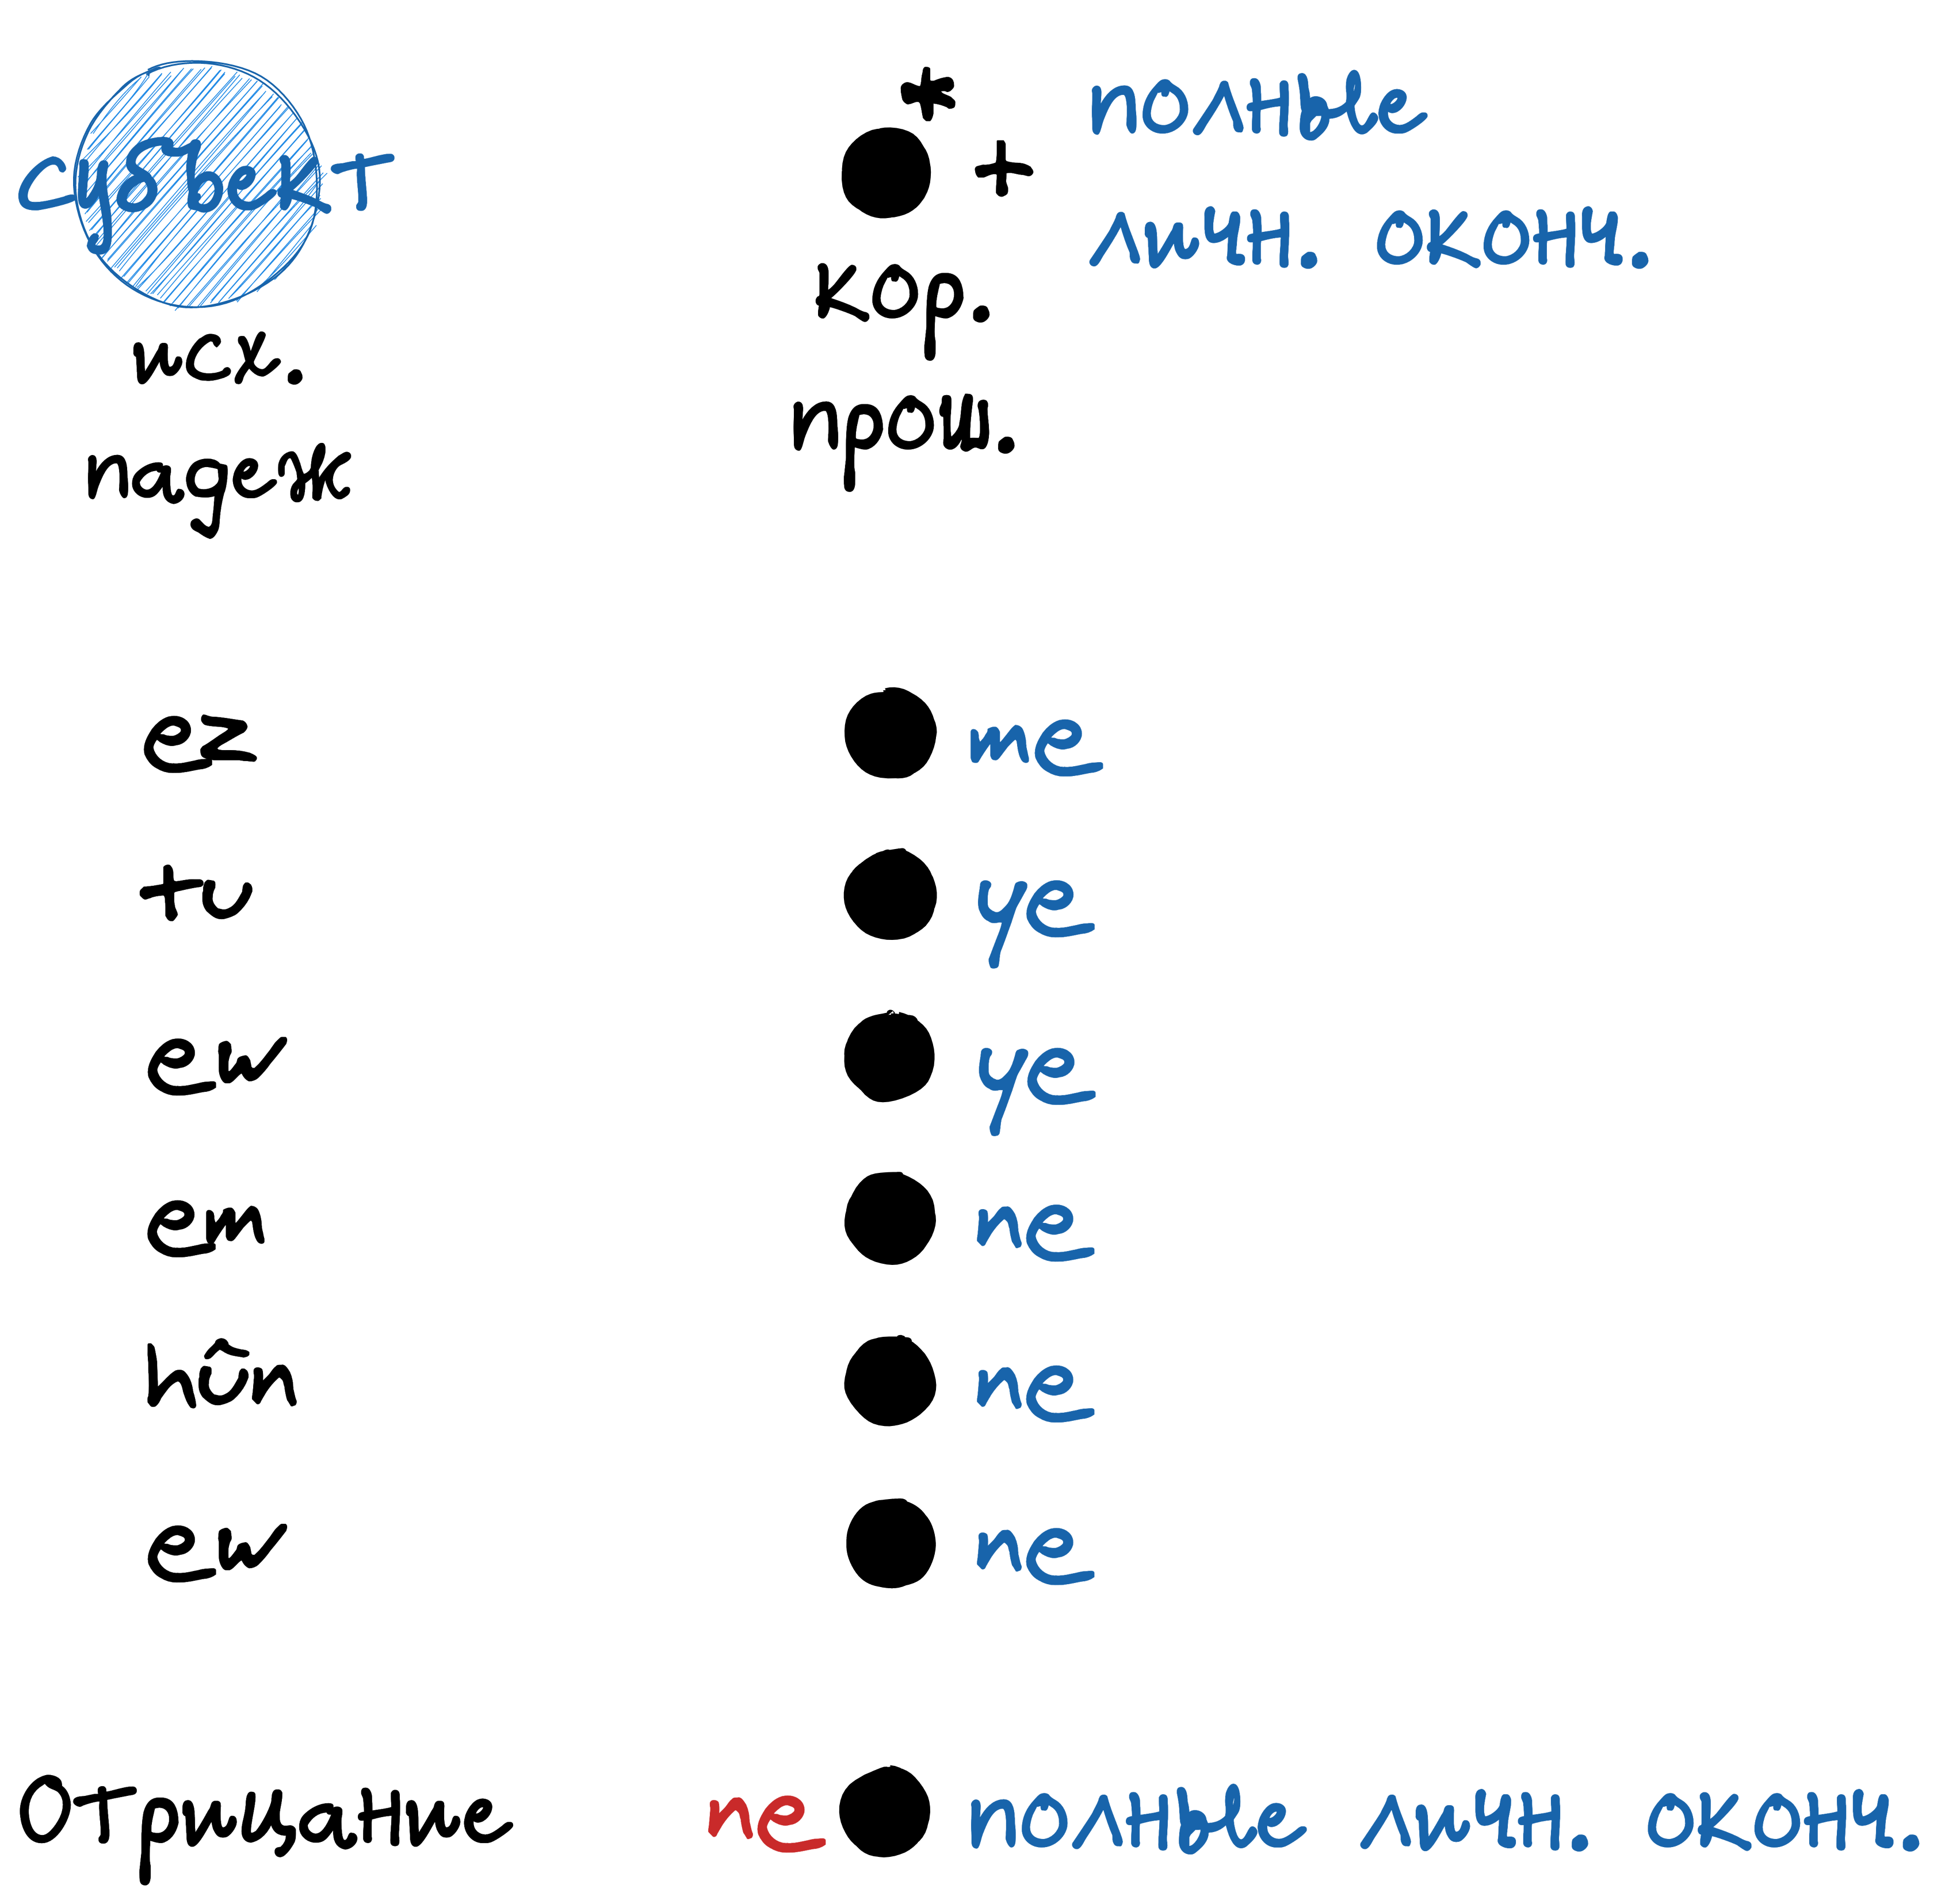 субъект
исх.
падеж
* + полные
личн. оконч.
кор.
прош.
ez me
tu ye
ew ye
em ne
hûn ne
ew ne
Отрицание ne полные личн. оконч.